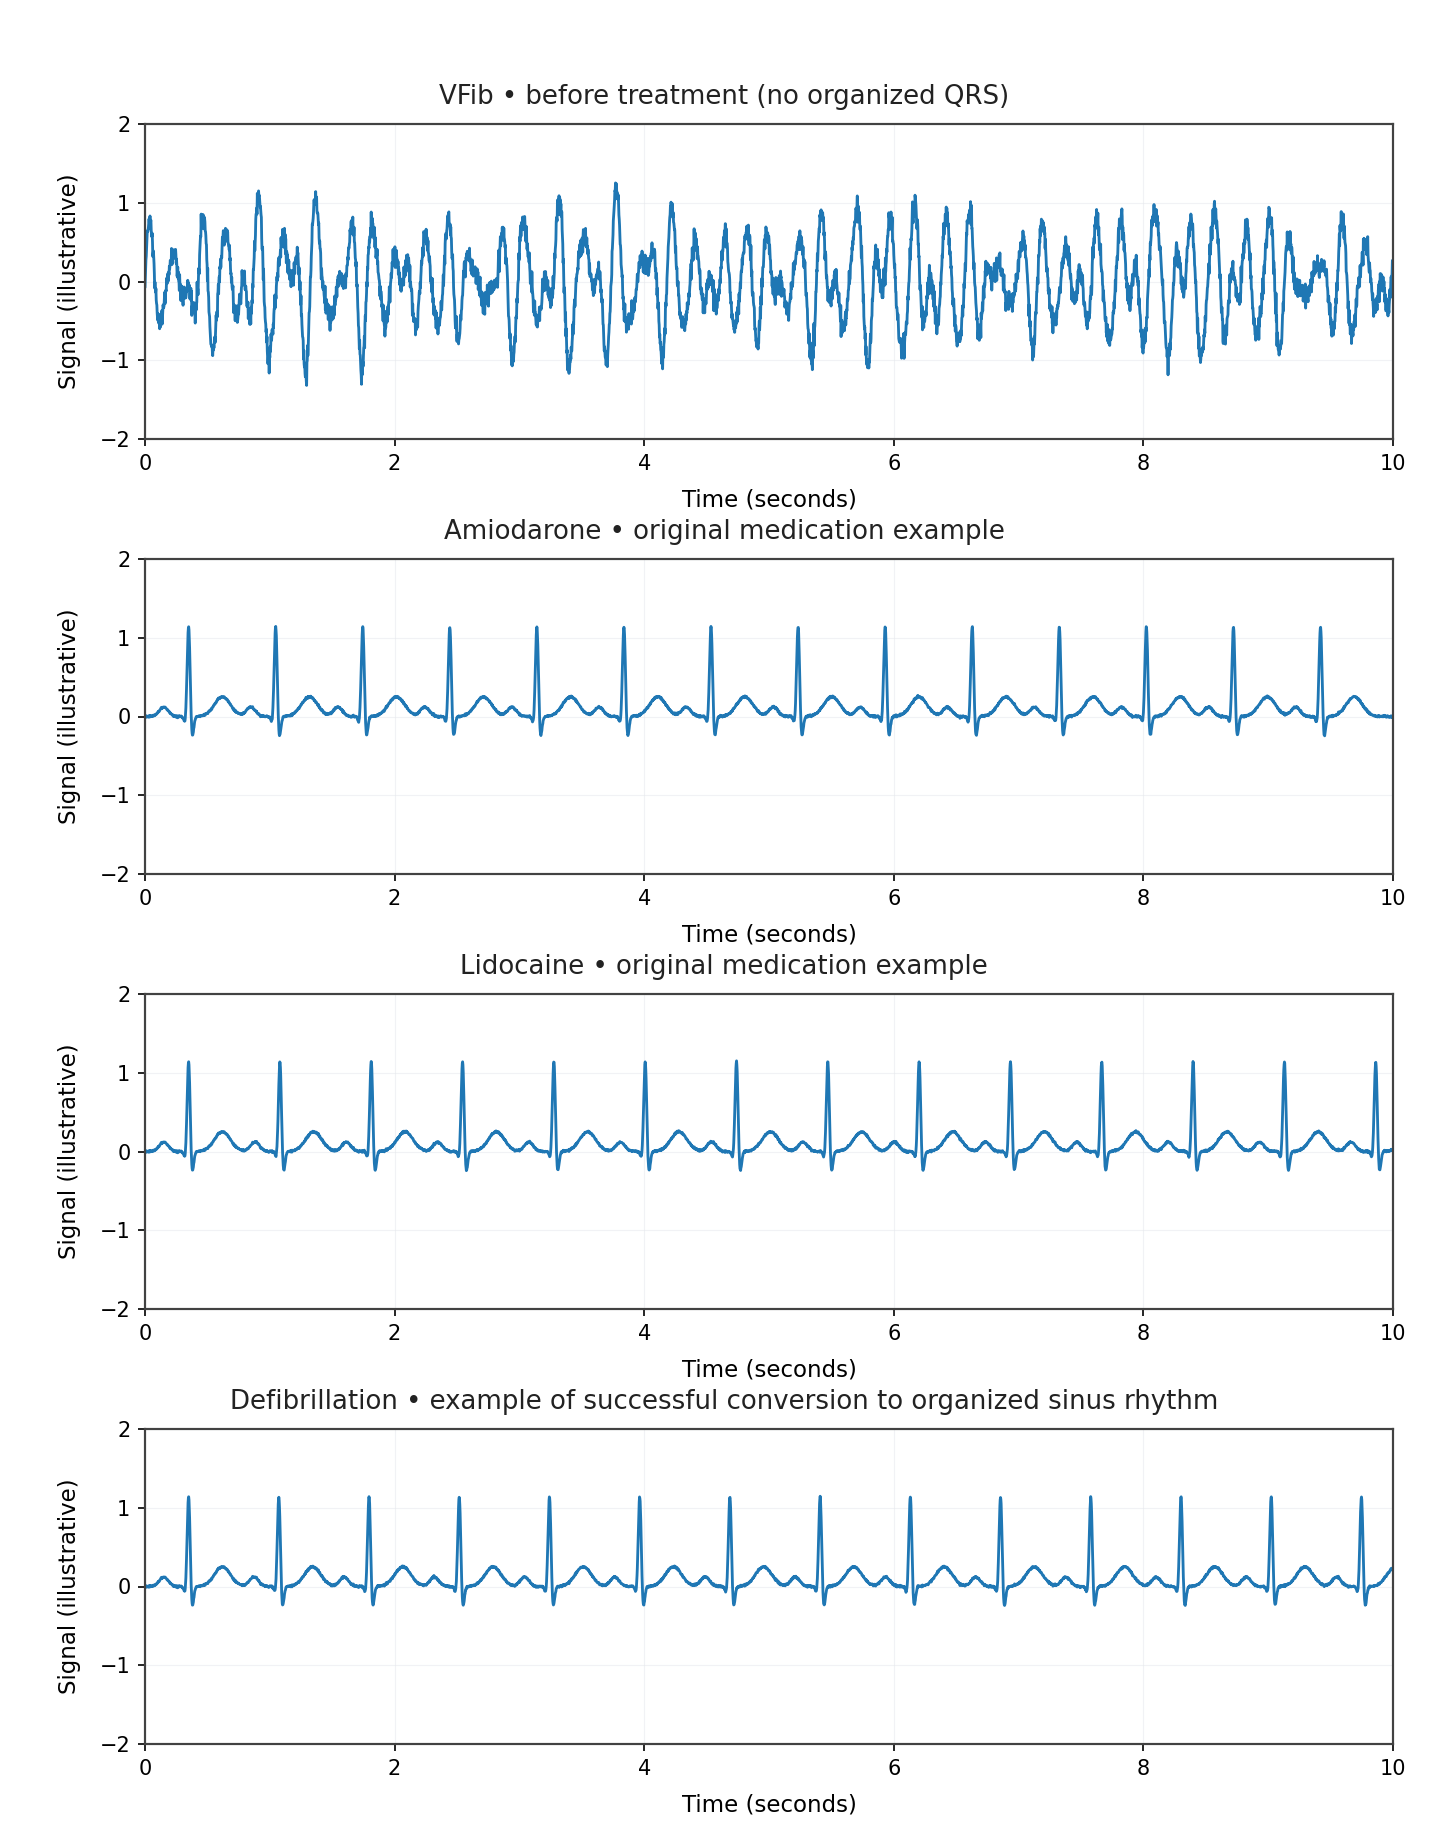 VFib • before treatment (no organized QRS)
2
1
0
−1
−2
Signal (illustrative)
0 2 4 6 8 10
Time (seconds)
Amiodarone • original medication example
2
1
0
−1
−2
Signal (illustrative)
0 2 4 6 8 10
Time (seconds)
Lidocaine • original medication example
2
1
0
−1
−2
Signal (illustrative)
0 2 4 6 8 10
Time (seconds)
Defibrillation • example of successful conversion to organized sinus rhythm
2
1
0
−1
−2
Signal (illustrative)
0 2 4 6 8 10
Time (seconds)